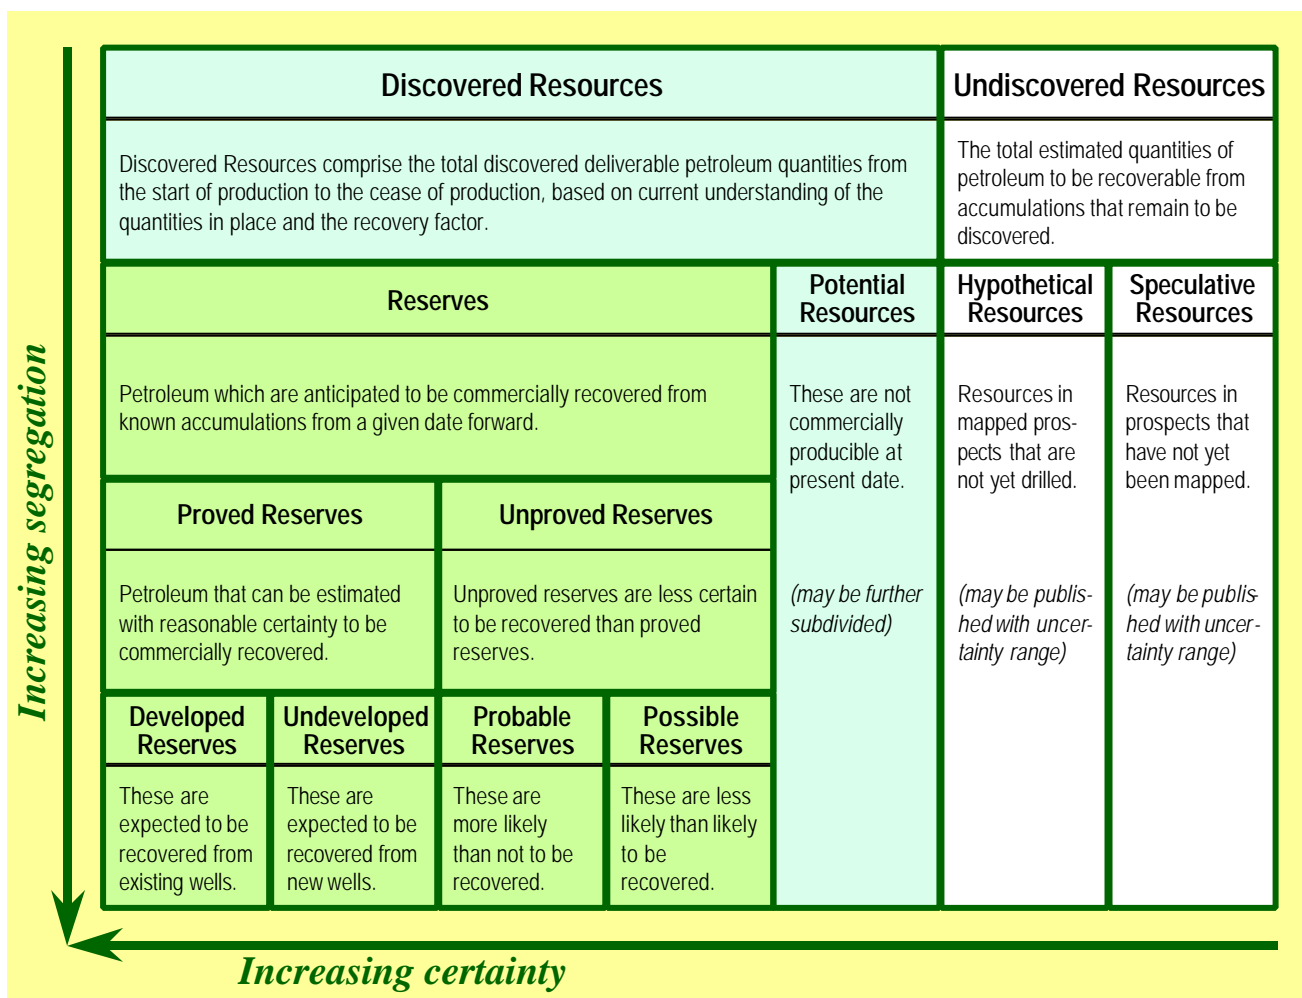 Increasing segregation
Discovered Resources
Discovered Resources comprise the total discovered deliverable petroleum quantities from
the start of production to the cease of production, based on current understanding of the
quantities in place and the recovery factor.
Undiscovered Resources
The total estimated quantities of
petroleum to be recoverable from
accumulations that remain to be
discovered.
Reserves
Petroleum which are anticipated to be commercially recovered from
known accumulations from a given date forward.
Potential
Resources
These are not
commercially
producible at
present date.
(may be further
subdivided)
Hypothetical
Resources
Resources in
mapped pros-
pects that are
not yet drilled.
(may be publis-
hed with uncer-
tainty range)
Speculative
Resources
Resources in
prospects that
have not yet
been mapped.
(may be publis-
hed with uncer-
tainty range)
Proved Reserves
Petroleum that can be estimated
with reasonable certainty to be
commercially recovered.
Unproved Reserves
Unproved reserves are less certain
to be recovered than proved
reserves.
Developed
Reserves
These are
expected to be
recovered from
existing wells.
Undeveloped
Reserves
These are
expected to be
recovered from
new wells.
Probable
Reserves
These are
more likely
than not to be
recovered.
Possible
Reserves
These are less
likely than likely
to be
recovered.
Increasing certainty